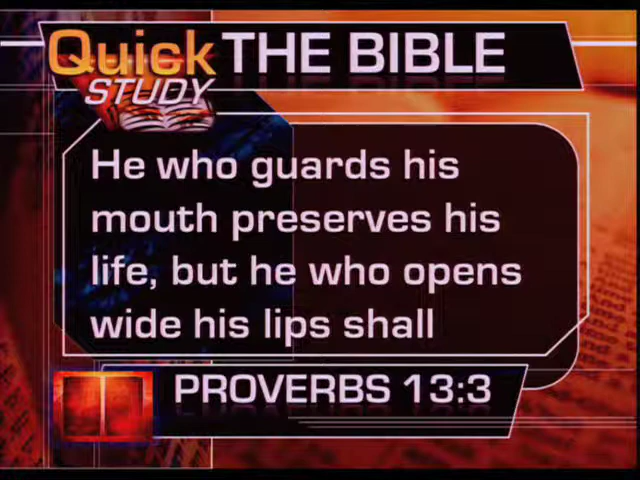 Quick THE BIBLE
STUDY
He who guards his
mouth preserves his
life, but he who opens
wide his lips shall
PROVERBS 13:3